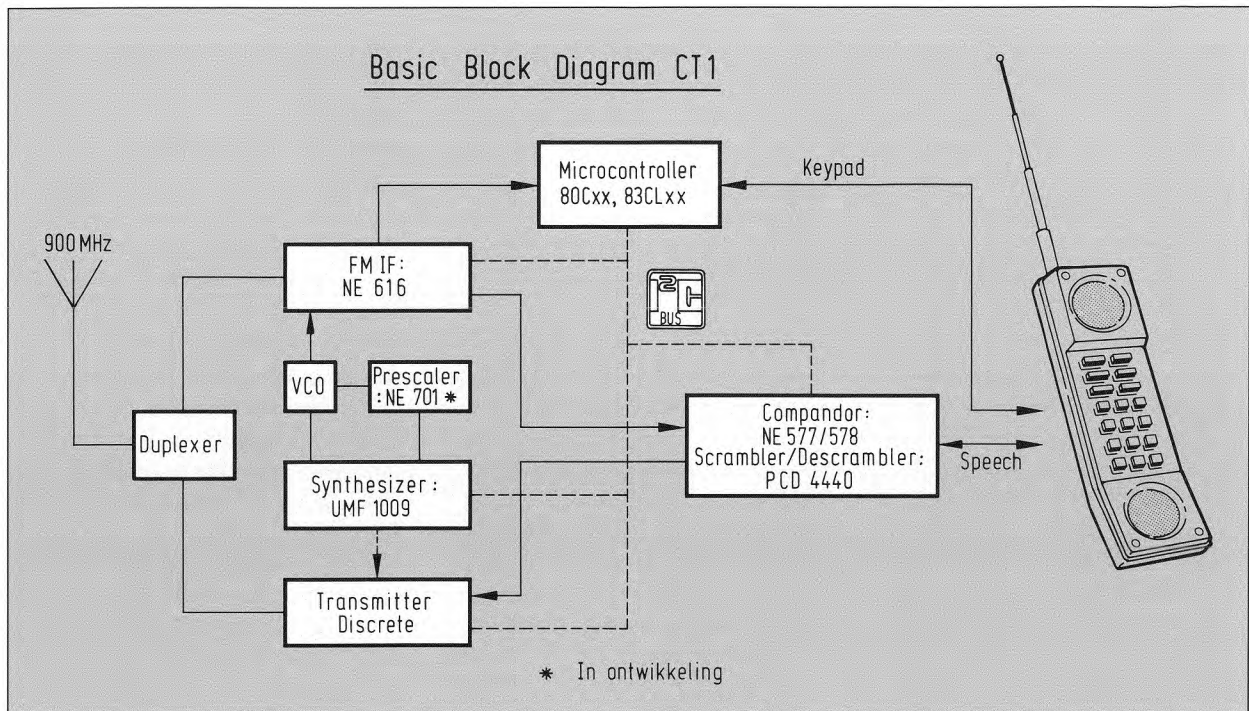 Basic Block Diagram CT1
Microcontroller
80Cxx, 83CLxx
Keypad
900 MHz
FM IF:
NE 616
I²C
BUS
VCO
Prescaler
:NE 701 *
Duplexer
Compandor:
NE 577/578
Scrambler/Descrambler:
PCD 4440
Speech
Synthesizer:
UMF 1009
Transmitter
Discrete
* In ontwikkeling